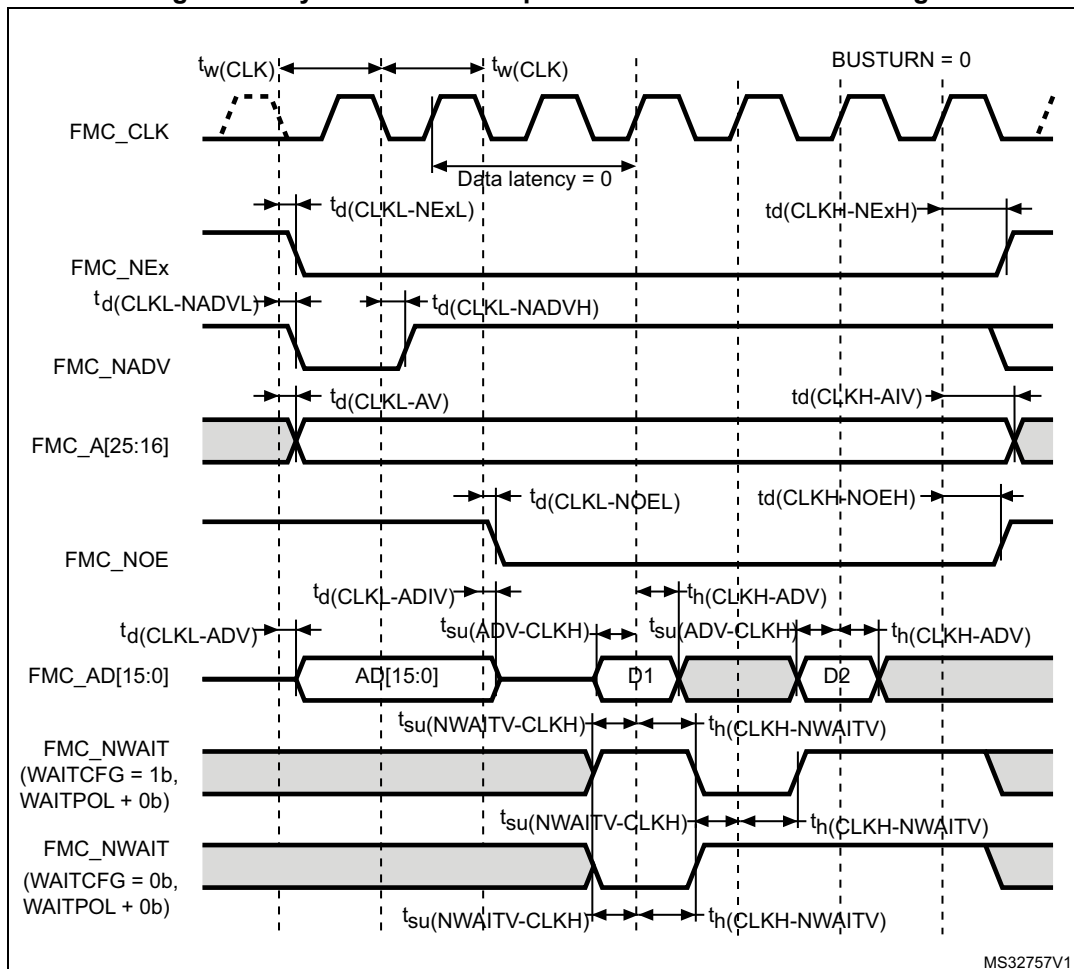 tw(CLK) tw(CLK) BUSTURN = 0
FMC_CLK
Data latency = 0
td(CLKL-NExL) td(CLKH-NExH)
FMC_NEx
td(CLKL-NADVL) td(CLKL-NADVH)
FMC_NADV
td(CLKL-AV) td(CLKH-AIV)
FMC_A[25:16]
td(CLKL-NOEL) td(CLKH-NOEH)
FMC_NOE
td(CLKL-ADIV) th(CLKH-ADV)
td(CLKL-ADV) tsu(ADV-CLKH) tsu(ADV-CLKH) th(CLKH-ADV)
FMC_AD[15:0] AD[15:0] D1 D2
tsu(NWAITV-CLKH) th(CLKH-NWAITV)
FMC_NWAIT
(WAITCFG = 1b,
WAITPOL + 0b)
tsu(NWAITV-CLKH) th(CLKH-NWAITV)
FMC_NWAIT
(WAITCFG = 0b,
WAITPOL + 0b)
tsu(NWAITV-CLKH) th(CLKH-NWAITV)
MS32757V1